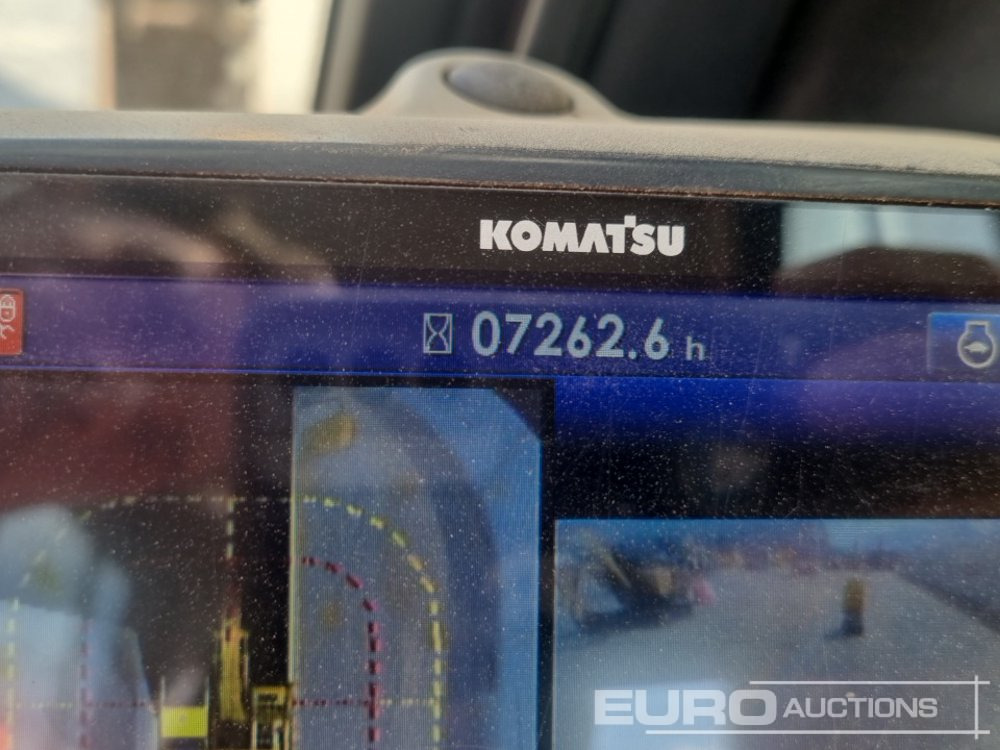 KOMATSU
07262.6 h
EURO AUCTIONS